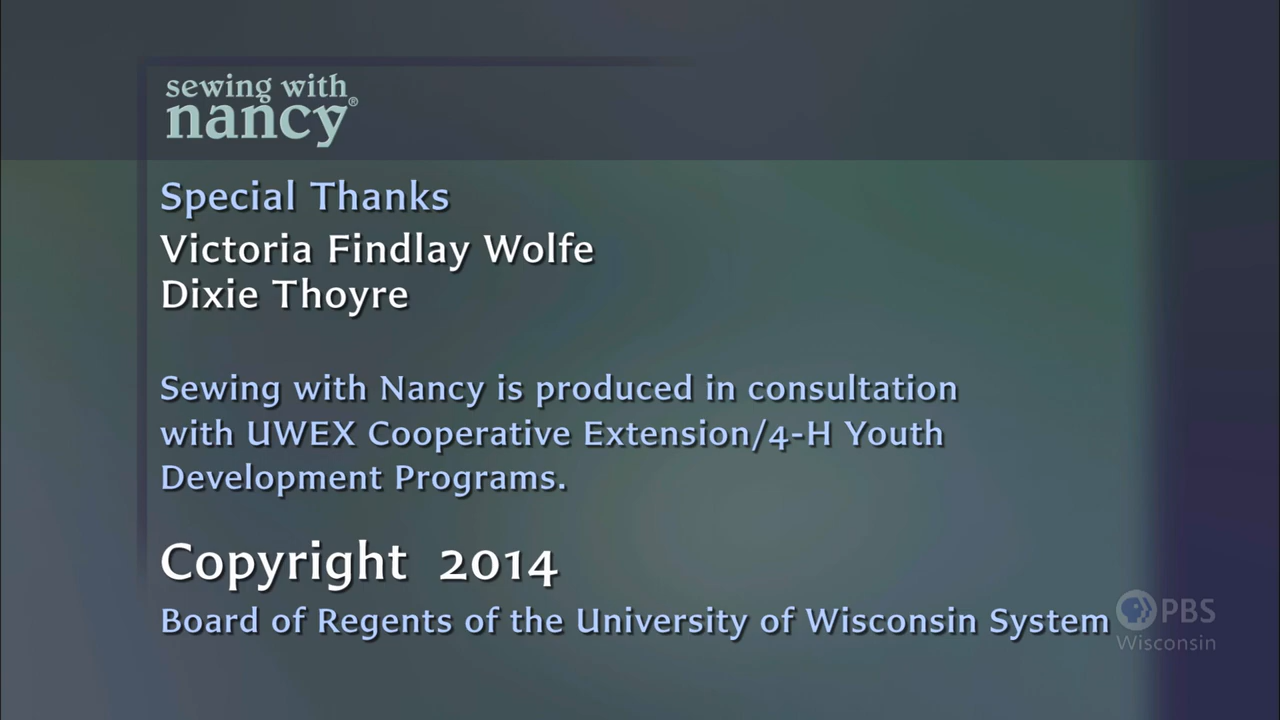 sewing with
nancy®
Special Thanks
Victoria Findlay Wolfe
Dixie Thoyre
Sewing with Nancy is produced in consultation
with UWEX Cooperative Extension/4-H Youth
Development Programs.
Copyright 2014
Board of Regents of the University of Wisconsin System
PBS
Wisconsin